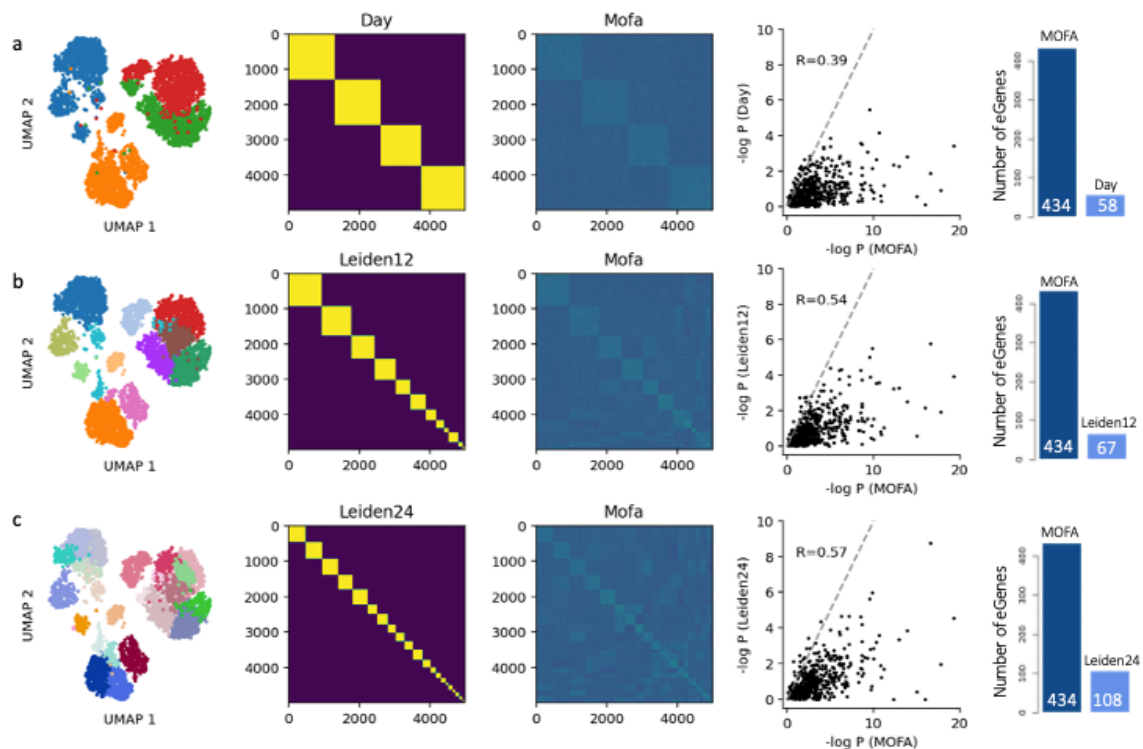 a
UMAP 2
UMAP 1
Day
0
1000
2000
3000
4000
0 2000 4000
Mofa
0
1000
2000
3000
4000
0 2000 4000
-log P (Day)
10
8
6
4
2
0
R=0.39
0 10 20
-log P (MOFA)
Number of eGenes
0 100 200 300 400
MOFA
434
Day
58
b
UMAP 2
UMAP 1
Leiden12
0
1000
2000
3000
4000
0 2000 4000
Mofa
0
1000
2000
3000
4000
0 2000 4000
-log P (Leiden12)
10
8
6
4
2
0
R=0.54
0 10 20
-log P (MOFA)
Number of eGenes
0 100 200 300 400
MOFA
434
Leiden12
67
c
UMAP 2
UMAP 1
Leiden24
0
1000
2000
3000
4000
0 2000 4000
Mofa
0
1000
2000
3000
4000
0 2000 4000
-log P (Leiden24)
10
8
6
4
2
0
R=0.57
0 10 20
-log P (MOFA)
Number of eGenes
0 100 200 300 400
MOFA
434
Leiden24
108